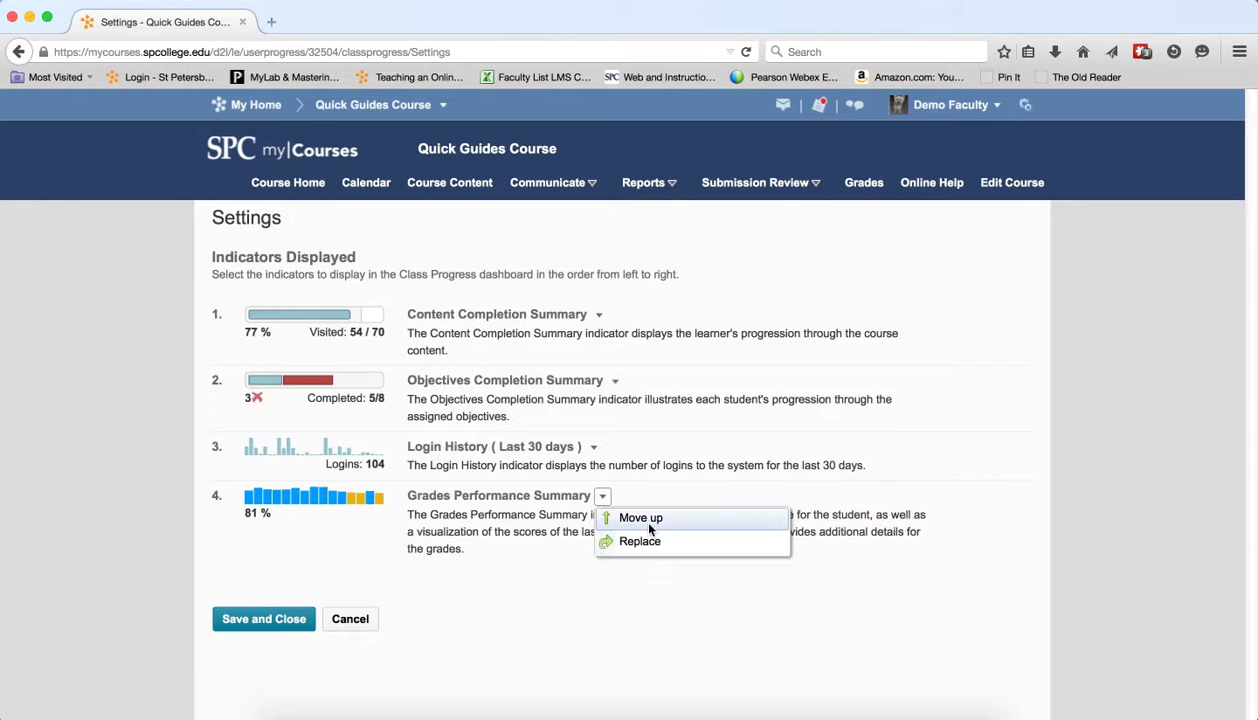 Settings - Quick Guides Co...
https://mycourses.spcollege.edu/d2l/le/userprogress/32504/classprogress/Settings
Search
Most Visited
Login - St Petersb...
MyLab & Mastering...
Teaching an Onlin...
Faculty List LMS C...
Web and Instructio...
Pearson Webex E...
Amazon.com: You...
Pin It
The Old Reader
My Home
Quick Guides Course
Demo Faculty
SPC my|Courses
Quick Guides Course
Course Home
Calendar
Course Content
Communicate
Reports
Submission Review
Grades
Online Help
Edit Course
Settings
Indicators Displayed
Select the indicators to display in the Class Progress dashboard in the order from left to right.
1.
77 %
Visited: 54 / 70
Content Completion Summary
The Content Completion Summary indicator displays the learner's progression through the course
content.
2.
3
Completed: 5/8
Objectives Completion Summary
The Objectives Completion Summary indicator illustrates each student's progression through the
assigned objectives.
3.
Logins: 104
Login History ( Last 30 days )
The Login History indicator displays the number of logins to the system for the last 30 days.
4.
81 %
Grades Performance Summary
The Grades Performance Summary
for the student, as well as
a visualization of the scores of the
additional details for
the grades.
Move up
Replace
Save and Close
Cancel